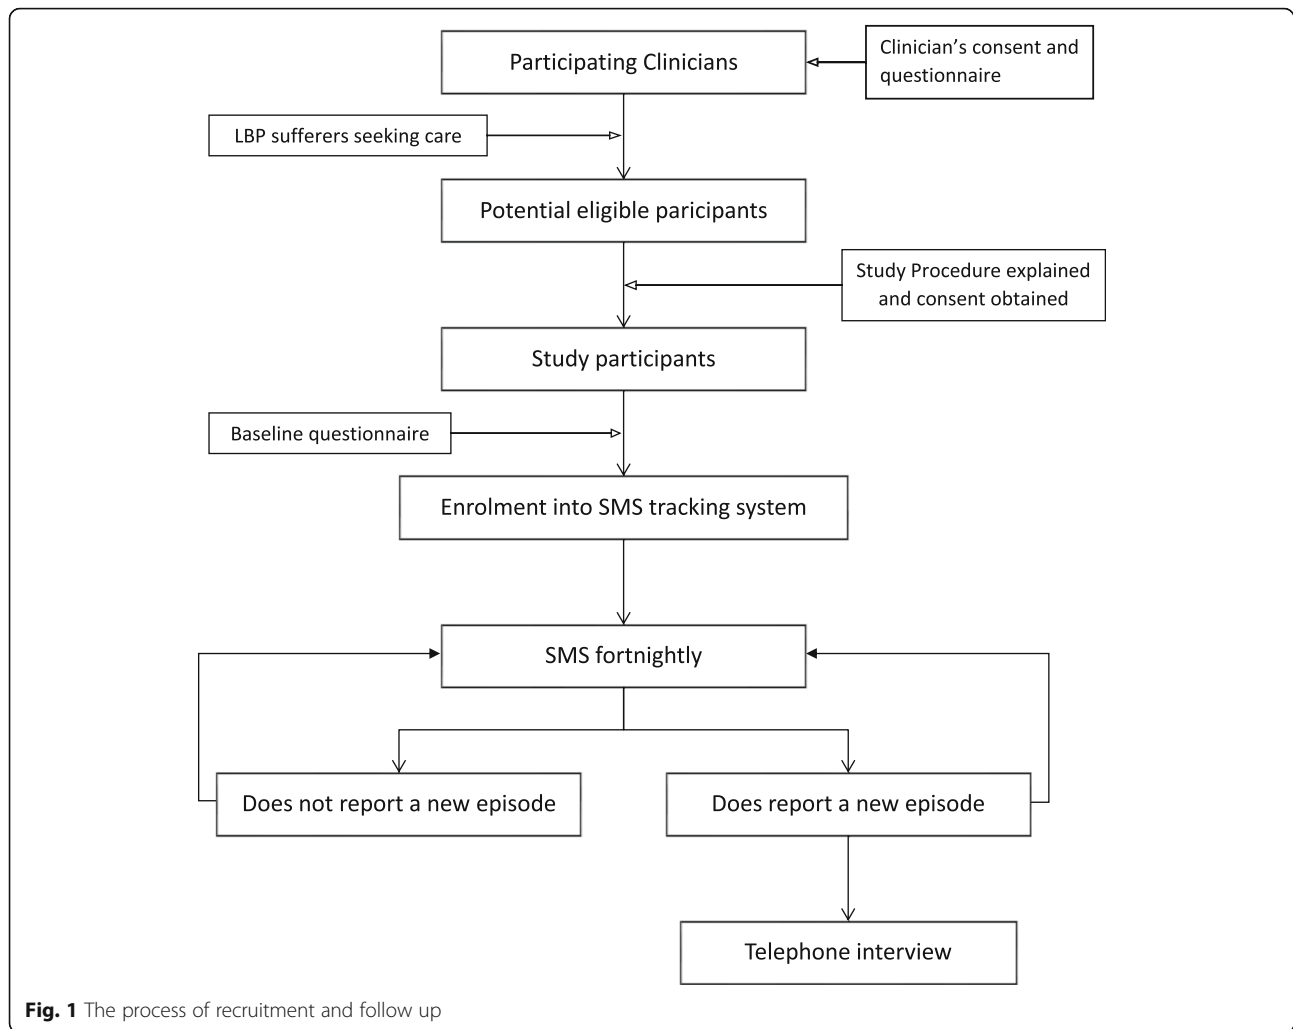 Participating Clinicians
Clinician’s consent and
questionnaire
LBP sufferers seeking care
Potential eligible paricipants
Study Procedure explained
and consent obtained
Study participants
Baseline questionnaire
Enrolment into SMS tracking system
SMS fortnightly
Does not report a new episode
Does report a new episode
Telephone interview
Fig. 1 The process of recruitment and follow up